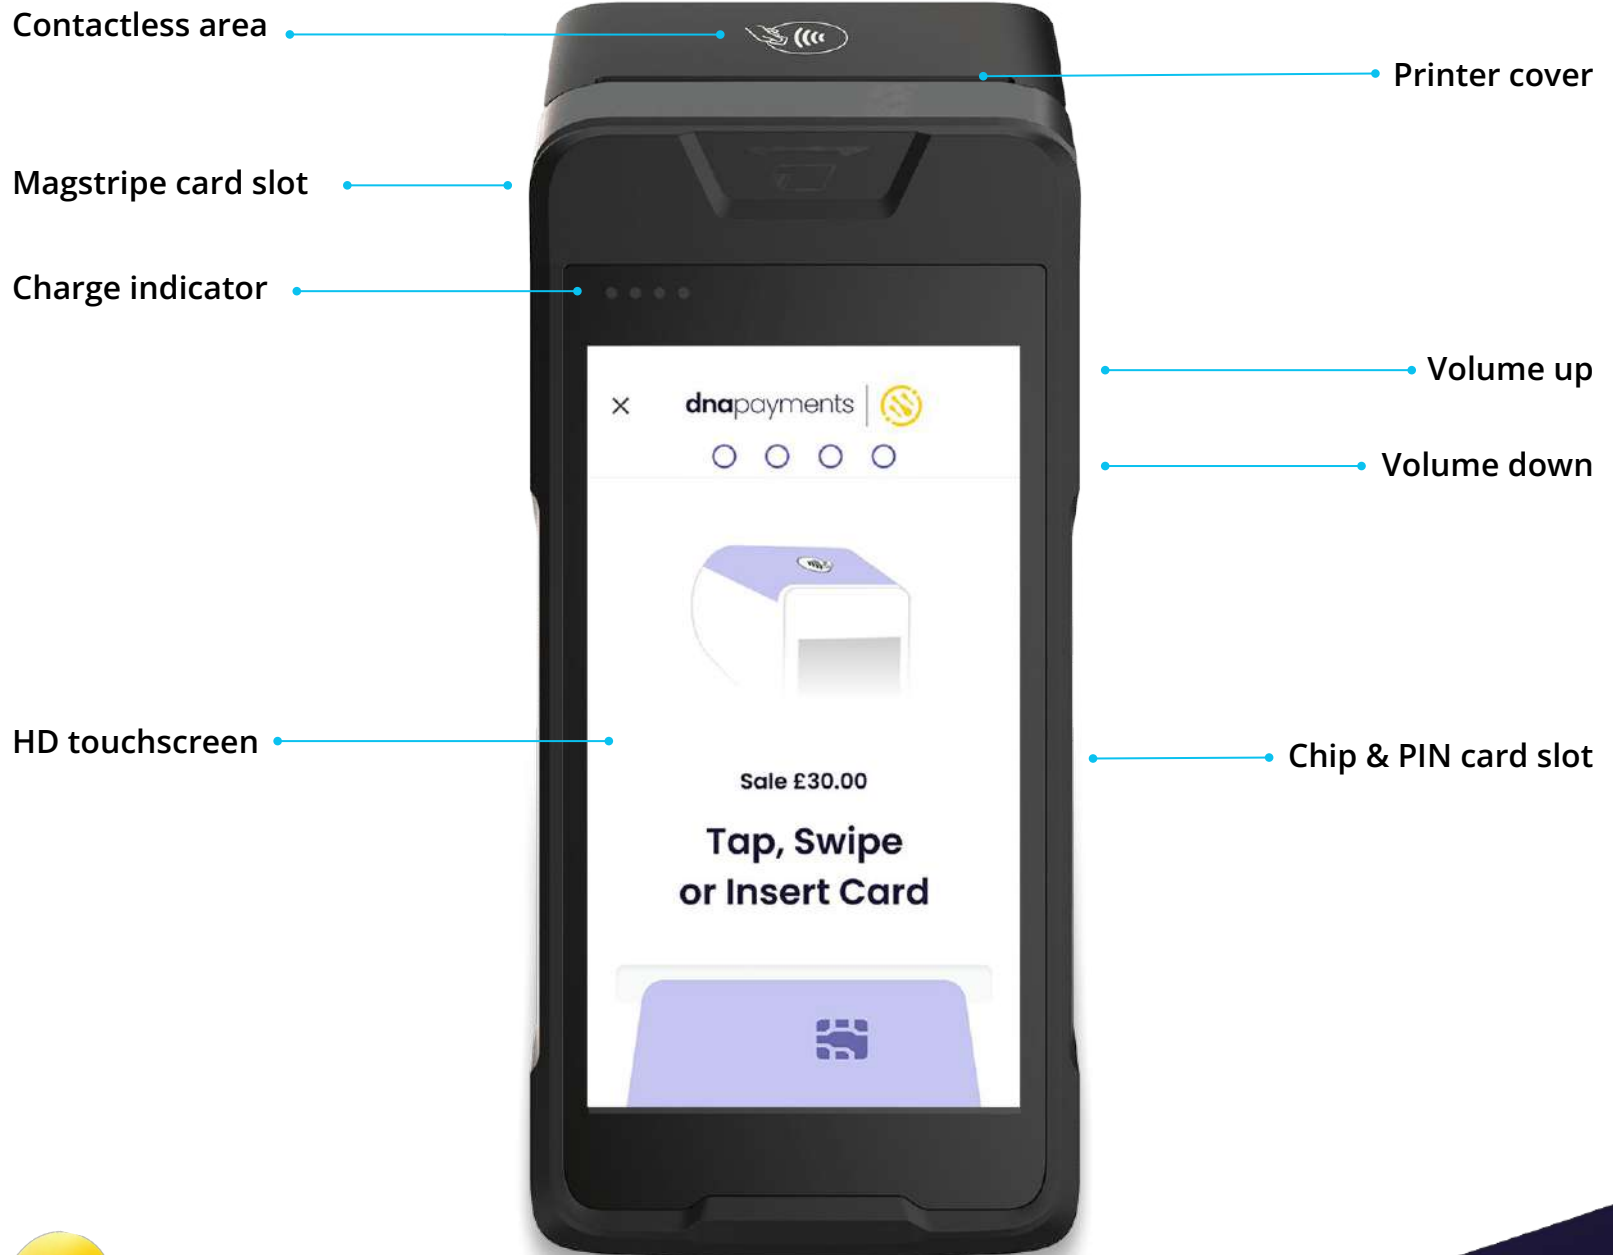 Contactless area
Printer cover
Magstripe card slot
Charge indicator
Volume up
dnapayments
Volume down
HD touchscreen
Chip & PIN card slot
Sale £30.00
Tap, Swipe
or Insert Card